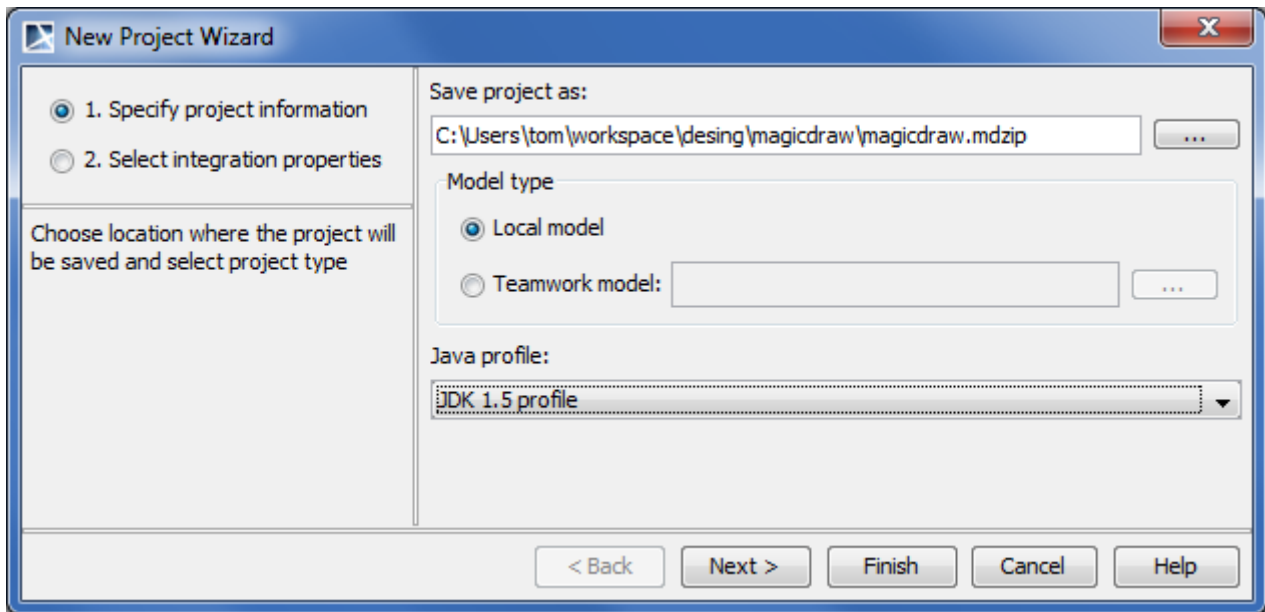 New Project Wizard
1. Specify project information
2. Select integration properties
Choose location where the project will
be saved and select project type
Save project as:
C:\Users\tom\workspace\desing\magicdraw\magicdraw.mdzip
...
Model type
Local model
Teamwork model:
...
Java profile:
JDK 1.5 profile
< Back
Next >
Finish
Cancel
Help